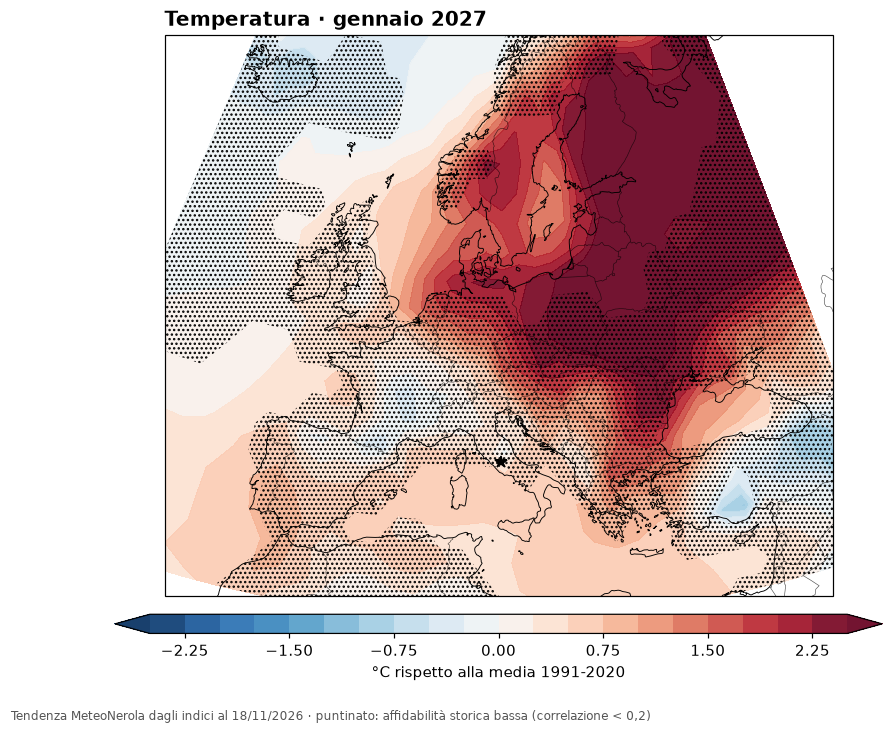 Temperatura · gennaio 2027
−2.25 −1.50 −0.75 0.00 0.75 1.50 2.25
°C rispetto alla media 1991-2020
Tendenza MeteoNerola dagli indici al 18/11/2026 · puntinato: affidabilità storica bassa (correlazione < 0,2)